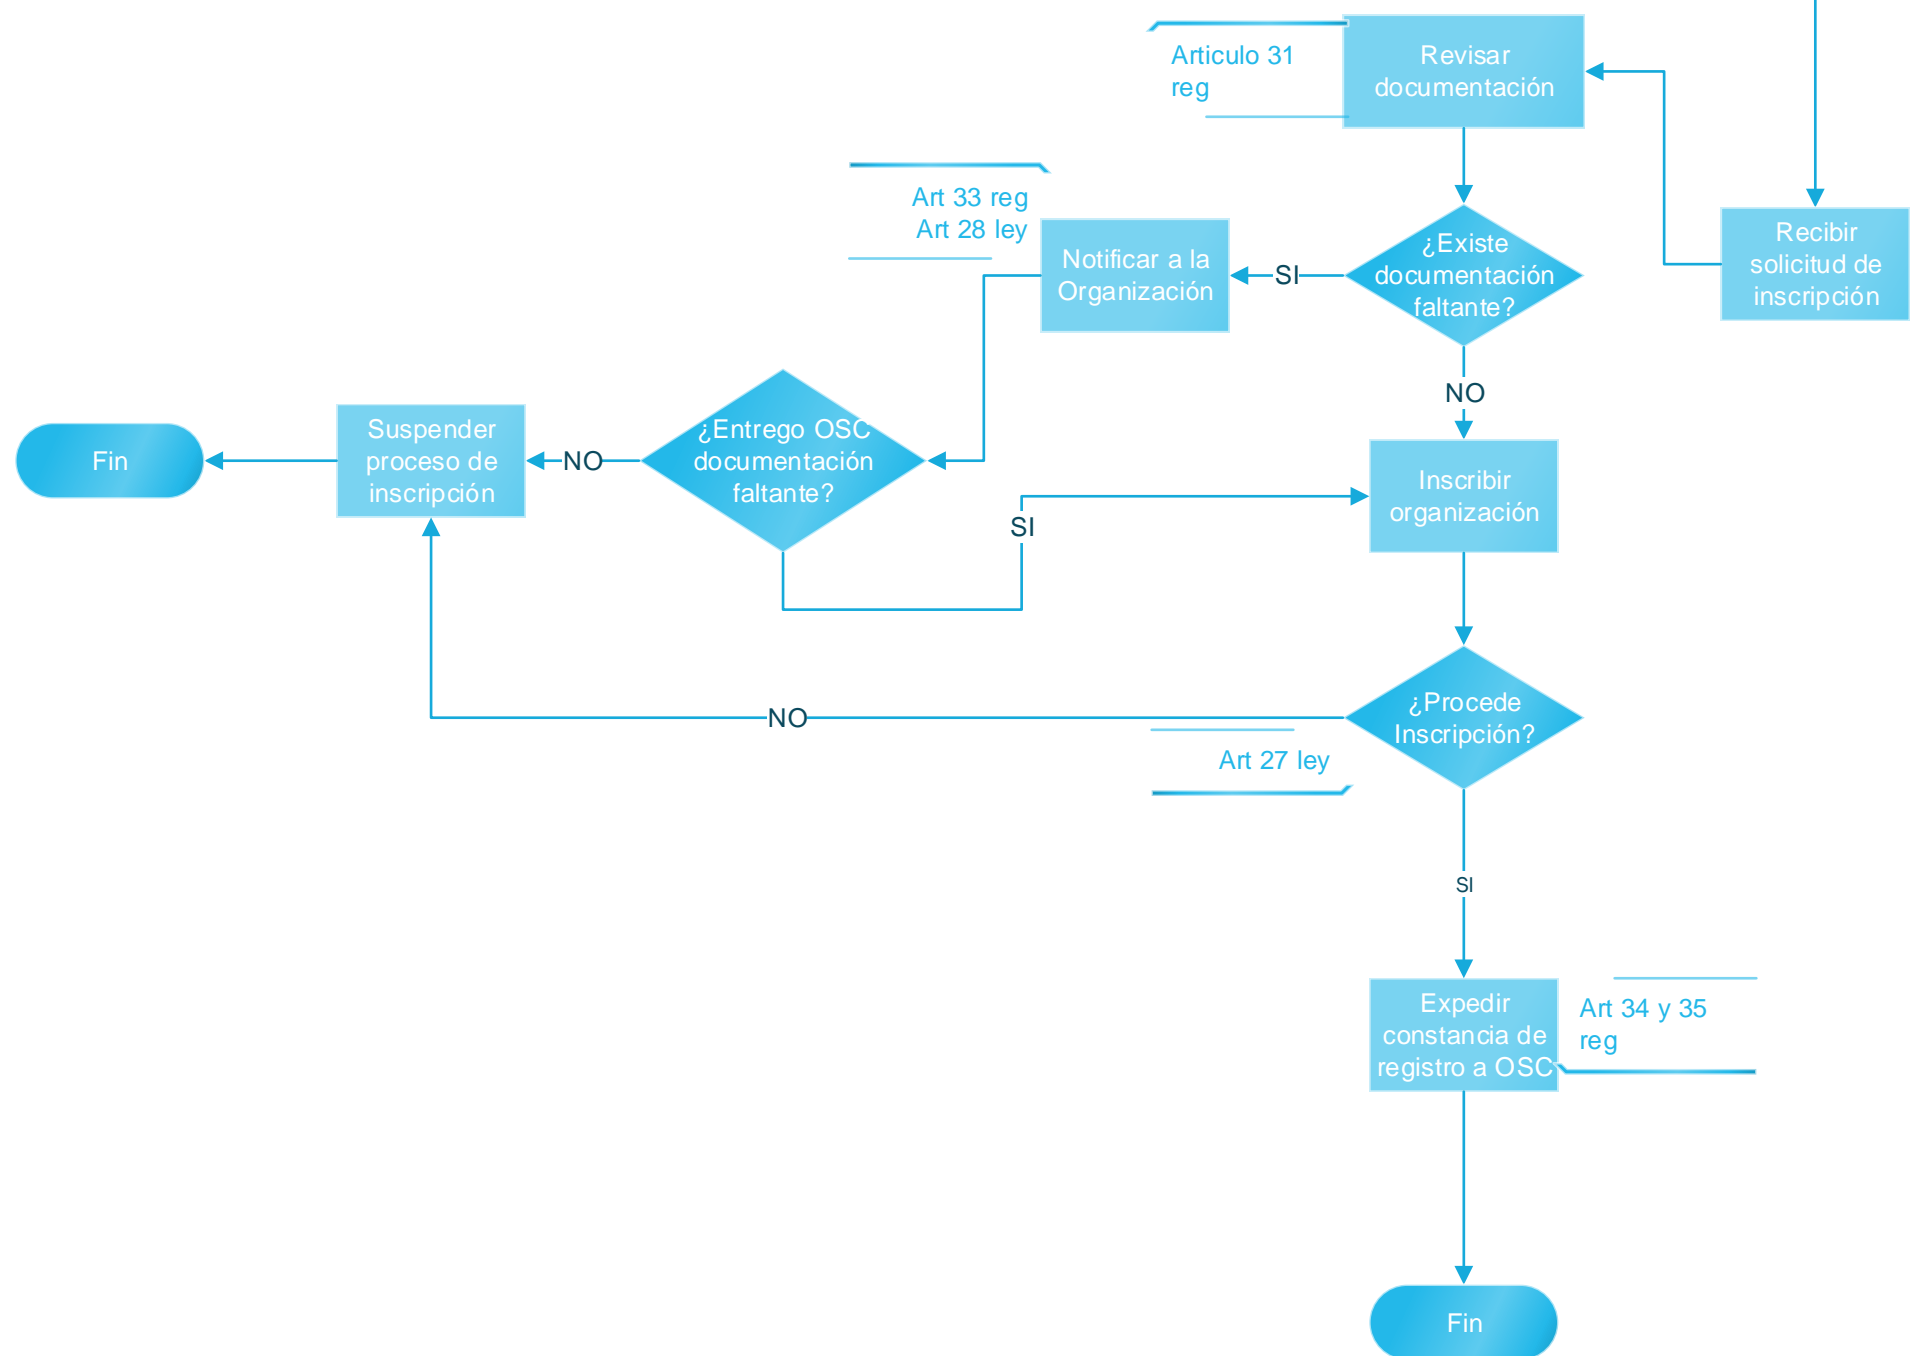 Articulo 31
reg
Revisar
documentación
Art 33 reg
Art 28 ley
Notificar a la
Organización
SI
¿Existe
documentación
faltante?
Recibir
solicitud de
inscripción
NO
Fin
Suspender
proceso de
inscripción
NO
¿Entrego OSC
documentación
faltante?
SI
Inscribir
organización
NO
¿Procede
Inscripción?
Art 27 ley
SI
Expedir
constancia de
registro a OSC
Art 34 y 35
reg
Fin